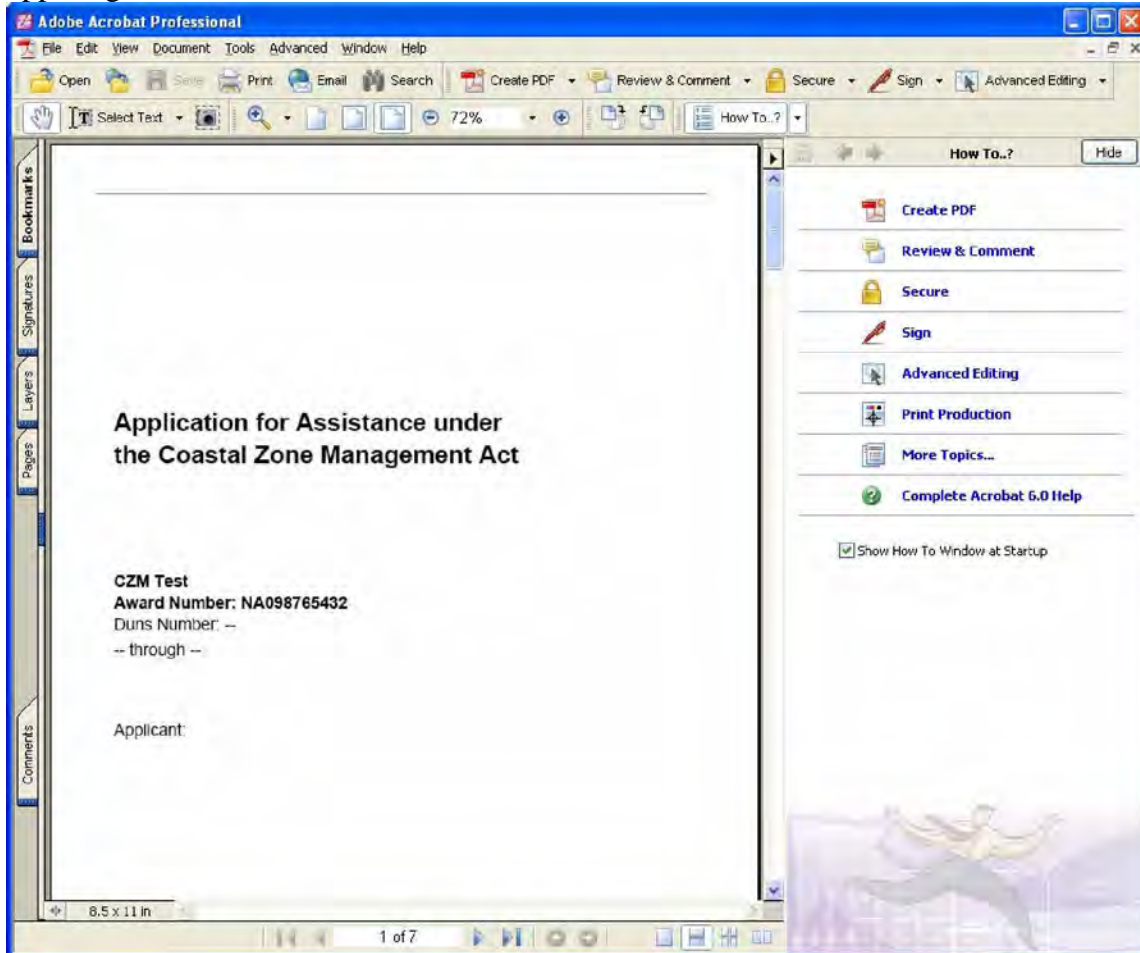 Adobe Acrobat Professional
File Edit View Document Tools Advanced Window Help
Open Save Print Email Search Create PDF Review & Comment Secure Sign Advanced Editing
Select Text 72% How To..?
How To..? Hide
Bookmarks
Signatures
Layers
Pages
Comments
Application for Assistance under
the Coastal Zone Management Act
CZM Test
Award Number: NA098765432
Duns Number: --
-- through --
Applicant:
8.5 x 11 in
1 of 7
Create PDF
Review & Comment
Secure
Sign
Advanced Editing
Print Production
More Topics...
Complete Acrobat 6.0 Help
Show How To Window at Startup